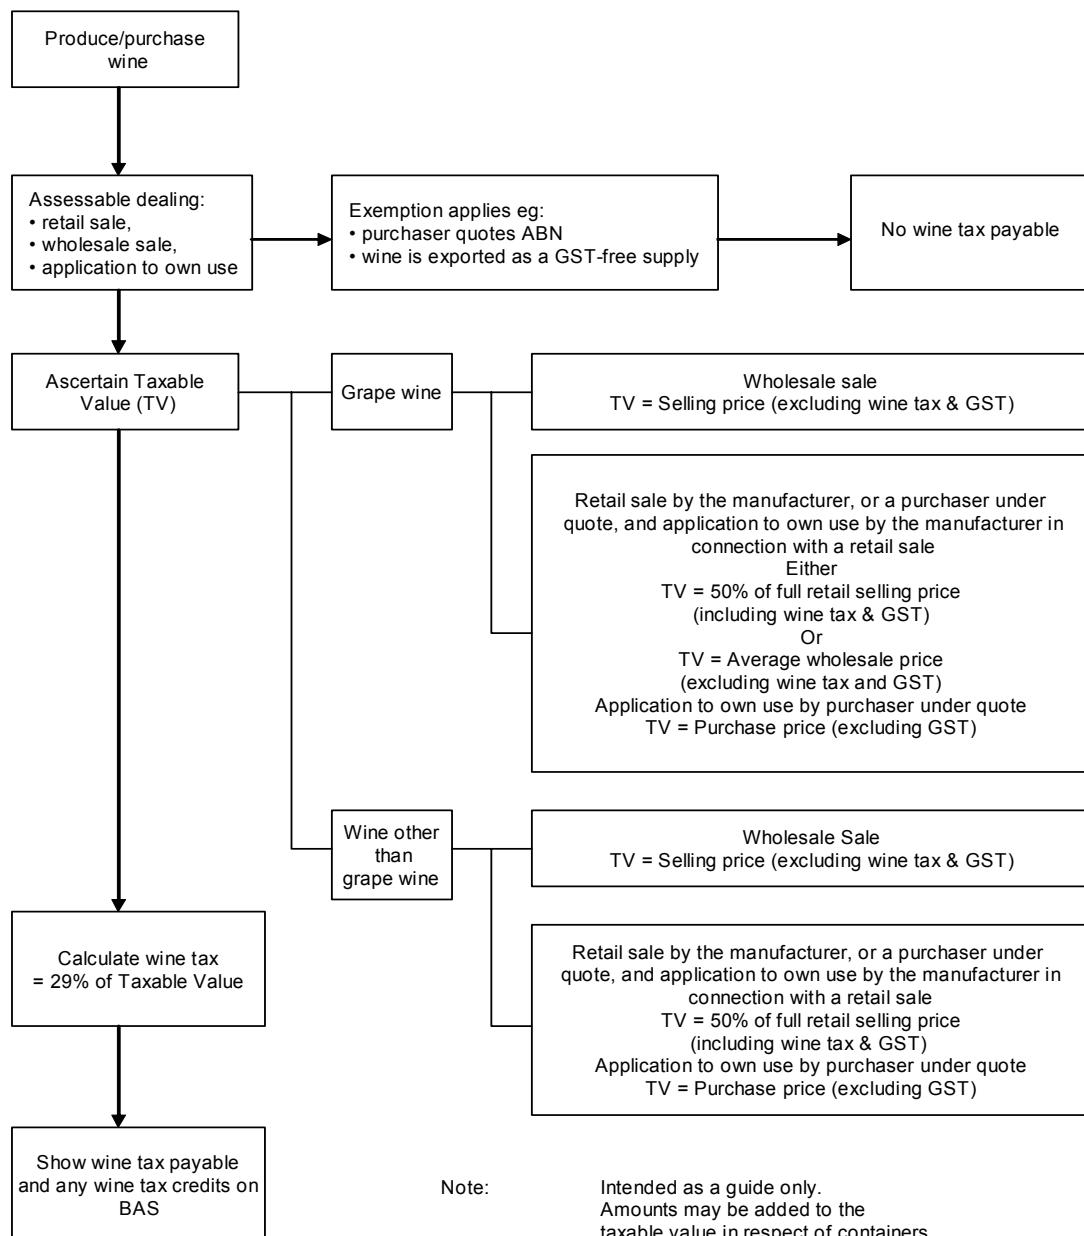 Produce/purchase
wine
Assessable dealing:
• retail sale,
• wholesale sale,
• application to own use
Exemption applies eg:
• purchaser quotes ABN
• wine is exported as a GST-free supply
No wine tax payable
Ascertain Taxable
Value (TV)
Grape wine
Wholesale sale
TV = Selling price (excluding wine tax & GST)
Retail sale by the manufacturer, or a purchaser under
quote, and application to own use by the manufacturer in
connection with a retail sale
Either
TV = 50% of full retail selling price
(including wine tax & GST)
Or
TV = Average wholesale price
(excluding wine tax and GST)
Application to own use by purchaser under quote
TV = Purchase price (excluding GST)
Wine other
than
grape wine
Wholesale Sale
TV = Selling price (excluding wine tax & GST)
Retail sale by the manufacturer, or a purchaser under
quote, and application to own use by the manufacturer in
connection with a retail sale
TV = 50% of full retail selling price
(including wine tax & GST)
Application to own use by purchaser under quote
TV = Purchase price (excluding GST)
Calculate wine tax
= 29% of Taxable Value
Show wine tax payable
and any wine tax credits on
BAS
Note: Intended as a guide only.
Amounts may be added to the
taxable value in respect of containers